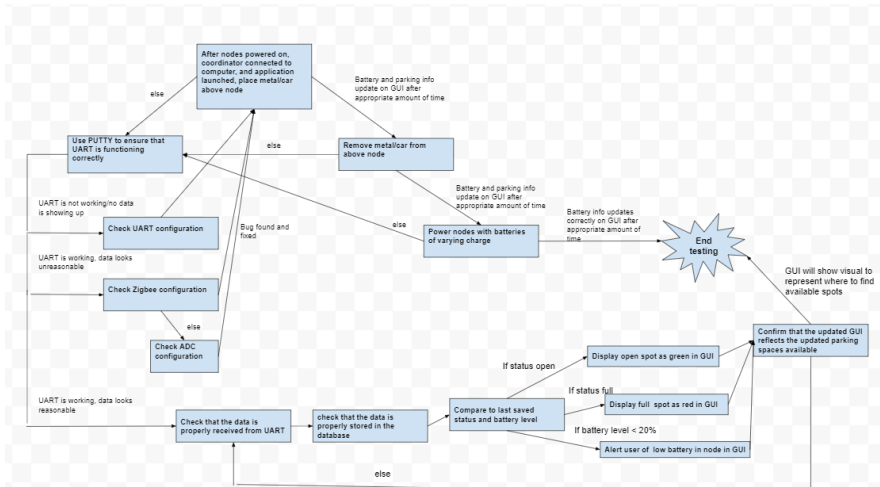 After nodes powered on,
coordinator connected to
computer, and application
launched, place metal/car
above node
Battery and parking info
update on GUI after
appropriate amount of time
else
Use PUTTY to ensure that
UART is functioning
correctly
else
Remove metal/car from
above node
Battery and parking info
update on GUI after
appropriate amount of time
UART is not working/no data
is showing up
Check UART configuration
Bug found and
fixed
else
Power nodes with batteries
of varying charge
Battery info updates
correctly on GUI after
appropriate amount of
time
End
testing
UART is working, data looks
unreasonable
Check Zigbee configuration
else
Check ADC
configuration
GUI will show visual to
represent where to find
available spots
Confirm that the updated GUI
reflects the updated parking
spaces available
If status open
Display open spot as green in GUI
UART is working, data looks
reasonable
Check that the data is
properly received from UART
check that the data is
properly stored in the
database
Compare to last saved
status and battery level
If status full
Display full spot as red in GUI
If battery level < 20%
Alert user of low battery in node in GUI
else